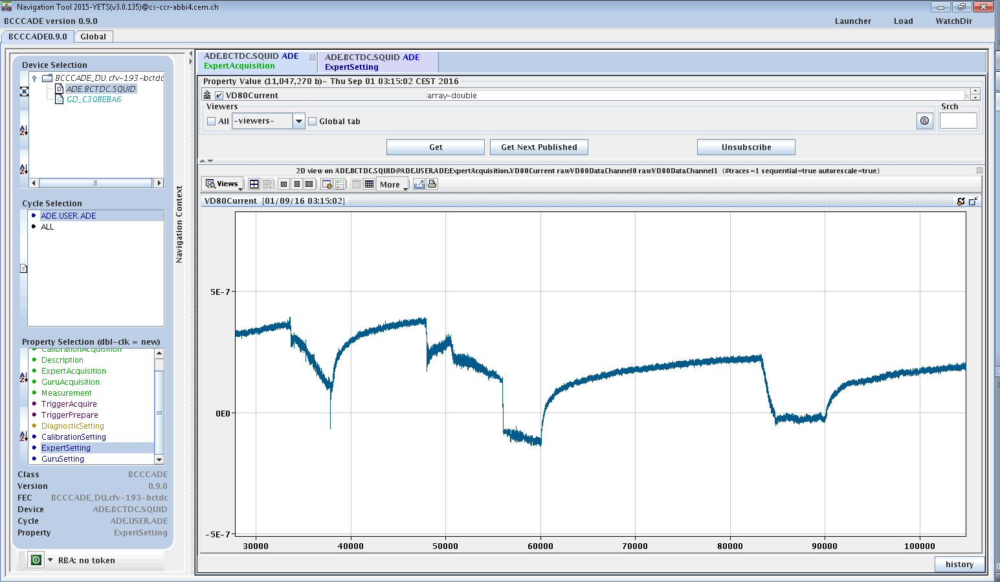 Navigation Tool 2015-YETS(v3.0.135)@cs-ccr-abbi4.cern.ch
BCCCADE version 0.9.0
Launcher Load WatchDir
BCCCADE0.9.0 Global
Device Selection
BCCCADE_DU.cfv-193-bctdc
ADE.BCTDC.SQUID
GD_C30BEBA6
Cycle Selection
ADE.USER.ADE
ALL
Property Selection (dbl-clk = new)
CalibrationAcquisition
Description
ExpertAcquisition
GuruAcquisition
Measurement
TriggerAcquire
TriggerPrepare
DiagnosticSetting
CalibrationSetting
ExpertSetting
GuruSetting
Class BCCCADE
Version 0.9.0
FEC BCCCADE_DU.cfv-193-bctdc
Device ADE.BCTDC.SQUID
Cycle ADE.USER.ADE
Property ExpertSetting
RBA: no token
Navigation Context
ADE.BCTDC.SQUID ADE
ExpertAcquisition
ADE.BCTDC.SQUID ADE
ExpertSetting
Property Value (11,047,270 b)- Thu Sep 01 03:15:02 CEST 2016
VD80Current array-double
Viewers
Srch
All -viewers- Global tab
Get Get Next Published Unsubscribe
2D view on ADE.BCTDC.SQUID@ADE.USER.ADE:ExpertAcquisition.VD80Current rawVD80DataChannel0 rawVD80DataChannel1 {#traces=1 sequential=true autorescale=true}
Views More
VD80Current [01/09/16 03:15:02]
5E-7
0E0
-5E-7
30000 40000 50000 60000 70000 80000 90000 100000
history